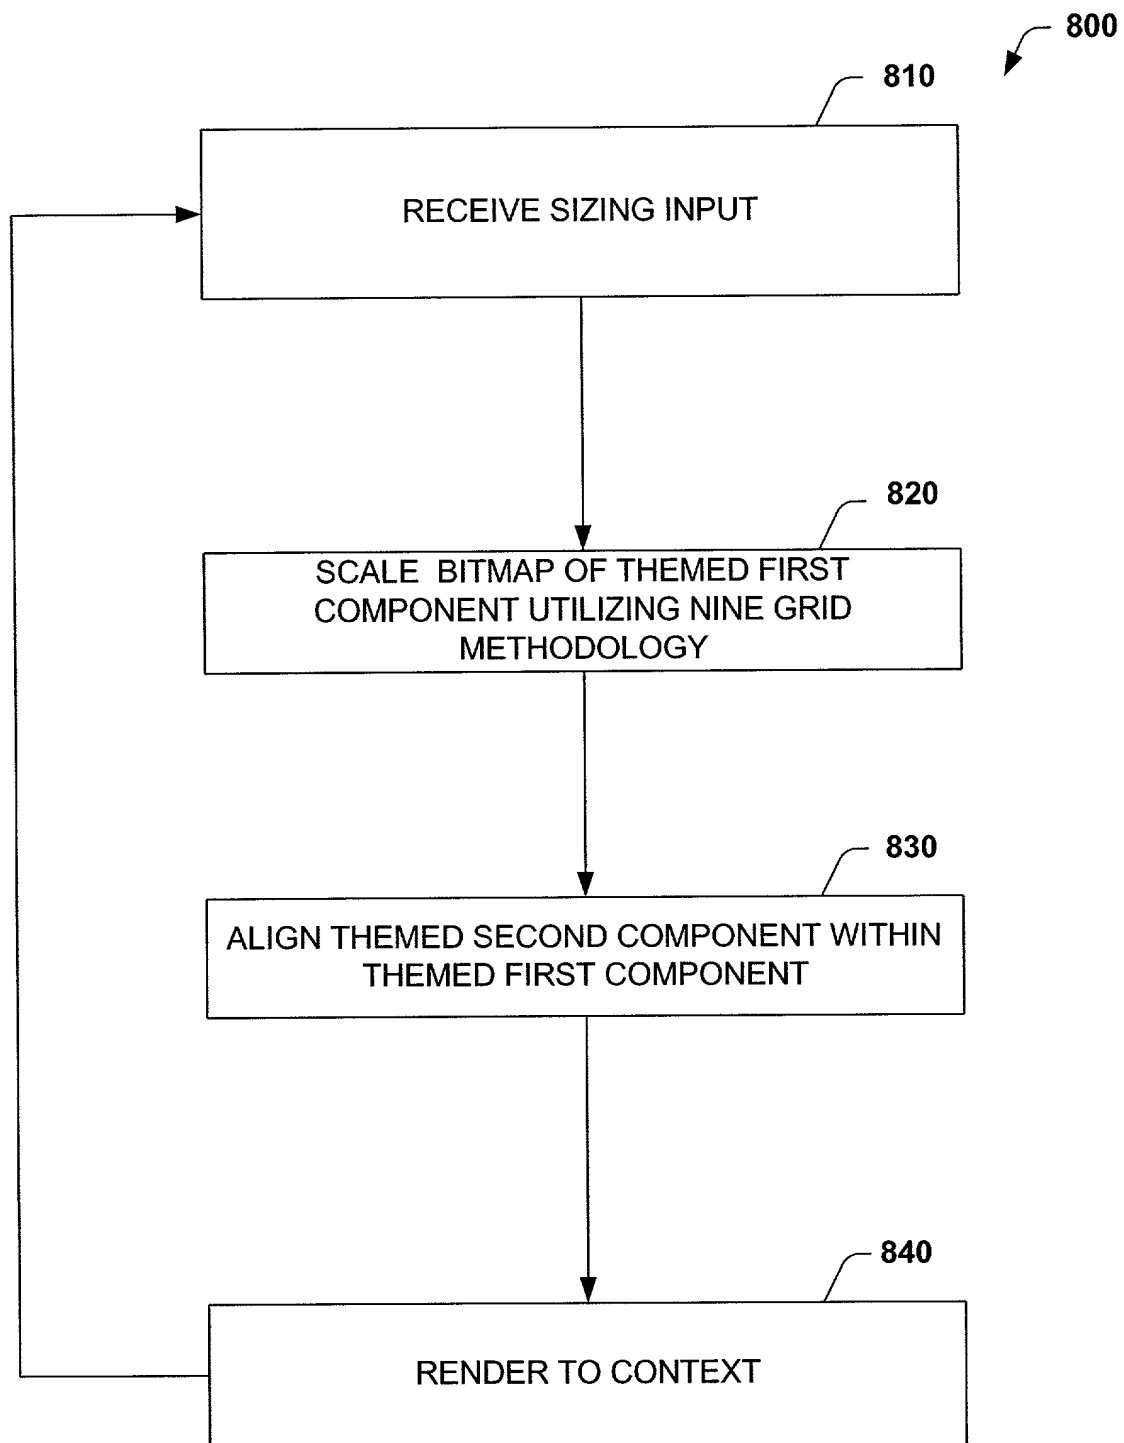 800
810
RECEIVE SIZING INPUT
820
SCALE BITMAP OF THEMED FIRST
COMPONENT UTILIZING NINE GRID
METHODOLOGY
830
ALIGN THEMED SECOND COMPONENT WITHIN
THEMED FIRST COMPONENT
840
RENDER TO CONTEXT